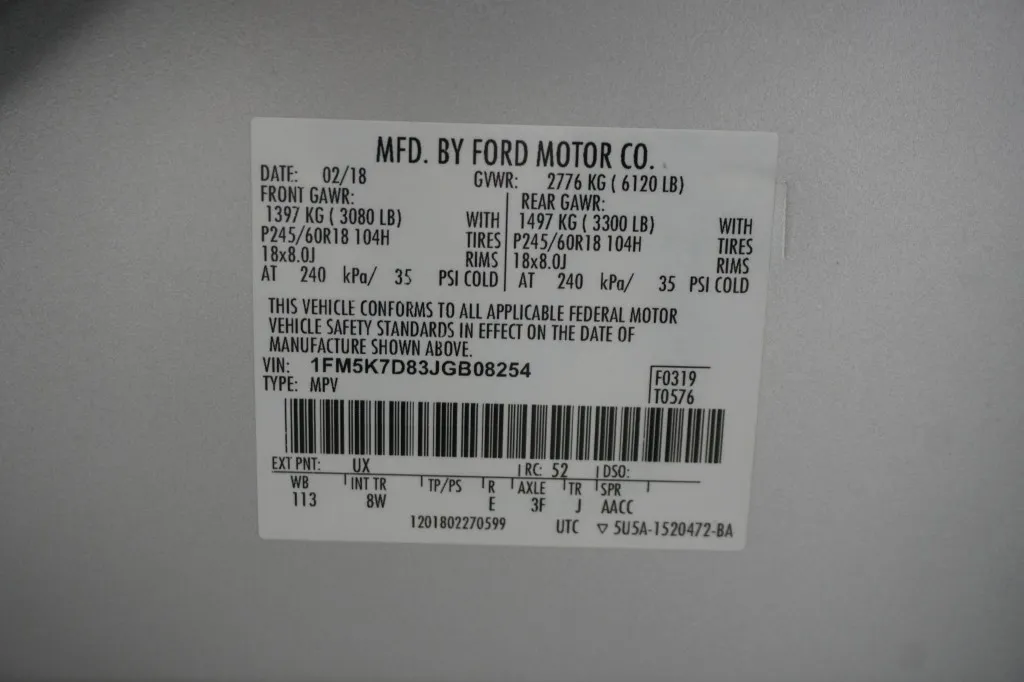 MFD. BY FORD MOTOR CO.
DATE: 02/18 GVWR: 2776 KG ( 6120 LB)
FRONT GAWR: REAR GAWR:
1397 KG ( 3080 LB) WITH 1497 KG ( 3300 LB) WITH
P245/60R18 104H TIRES P245/60R18 104H TIRES
18x8.0J RIMS 18x8.0J RIMS
AT 240 kPa/ 35 PSI COLD AT 240 kPa/ 35 PSI COLD
THIS VEHICLE CONFORMS TO ALL APPLICABLE FEDERAL MOTOR
VEHICLE SAFETY STANDARDS IN EFFECT ON THE DATE OF
MANUFACTURE SHOWN ABOVE.
VIN: 1FM5K7D83JGB08254
TYPE: MPV
F0319
T0576
EXT PNT: UX RC: 52 DSO:
WB INT TR TP/PS R AXLE TR SPR
113 8W E 3F J AACC
1201802270599 UTC ▽ 5U5A-1520472-BA